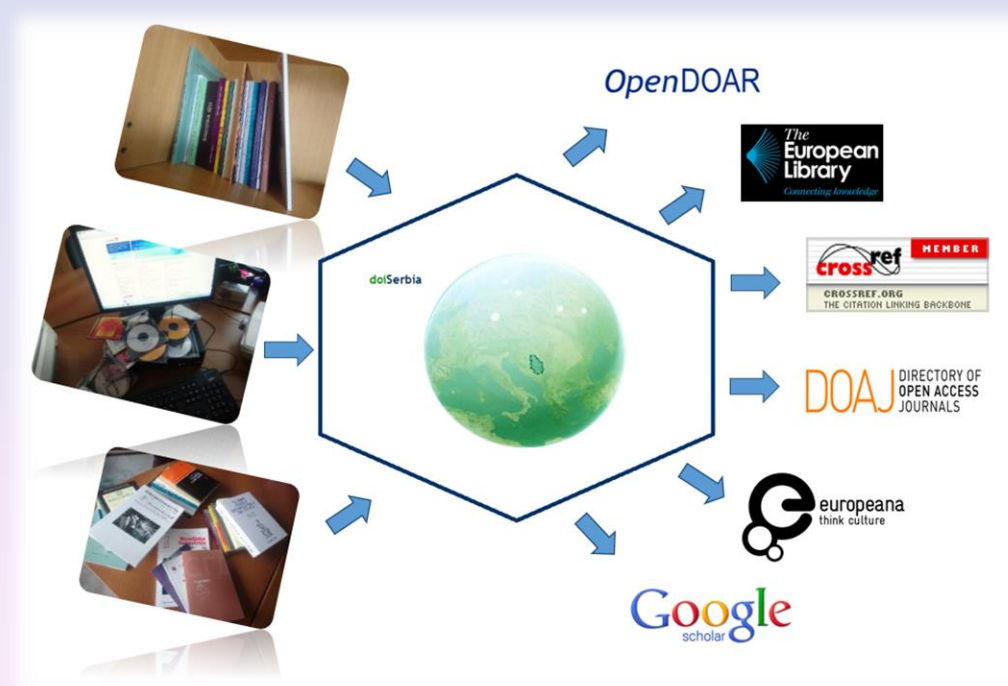 OpenDOAR
The
European
Library
Connecting knowledge
doiSerbia
crossref
MEMBER
CROSSREF.ORG
THE CITATION LINKING BACKBONE
DOAJ
DIRECTORY OF
OPEN ACCESS
JOURNALS
europeana
think culture
Google
scholar